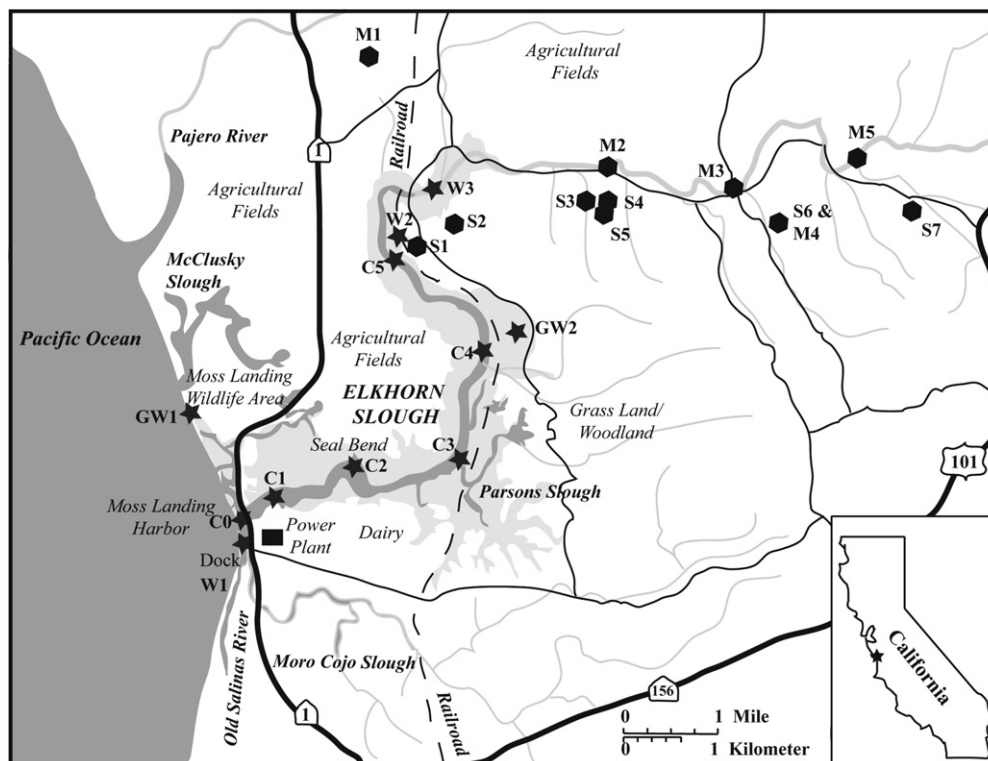 M1
Agricultural
Fields
Pajero River
Railroad
1
M5
M2
M3
Agricultural
Fields
W3
S3
S4
S6 &
M4
S7
S2
S5
W2
S1
McClusky
Slough
C5
Pacific Ocean
GW2
Agricultural
Fields
C4
Moss Landing
Wildlife Area
ELKHORN
SLOUGH
GW1
Grass Land/
Woodland
Seal Bend
C3
C2
101
C1
Parsons Slough
Moss Landing
Harbor
C0
Power
Plant
Dairy
Dock
W1
Old Salinas River
Moro Cojo Slough
California
156
Railroad
1
0 1 Mile
0 1 Kilometer